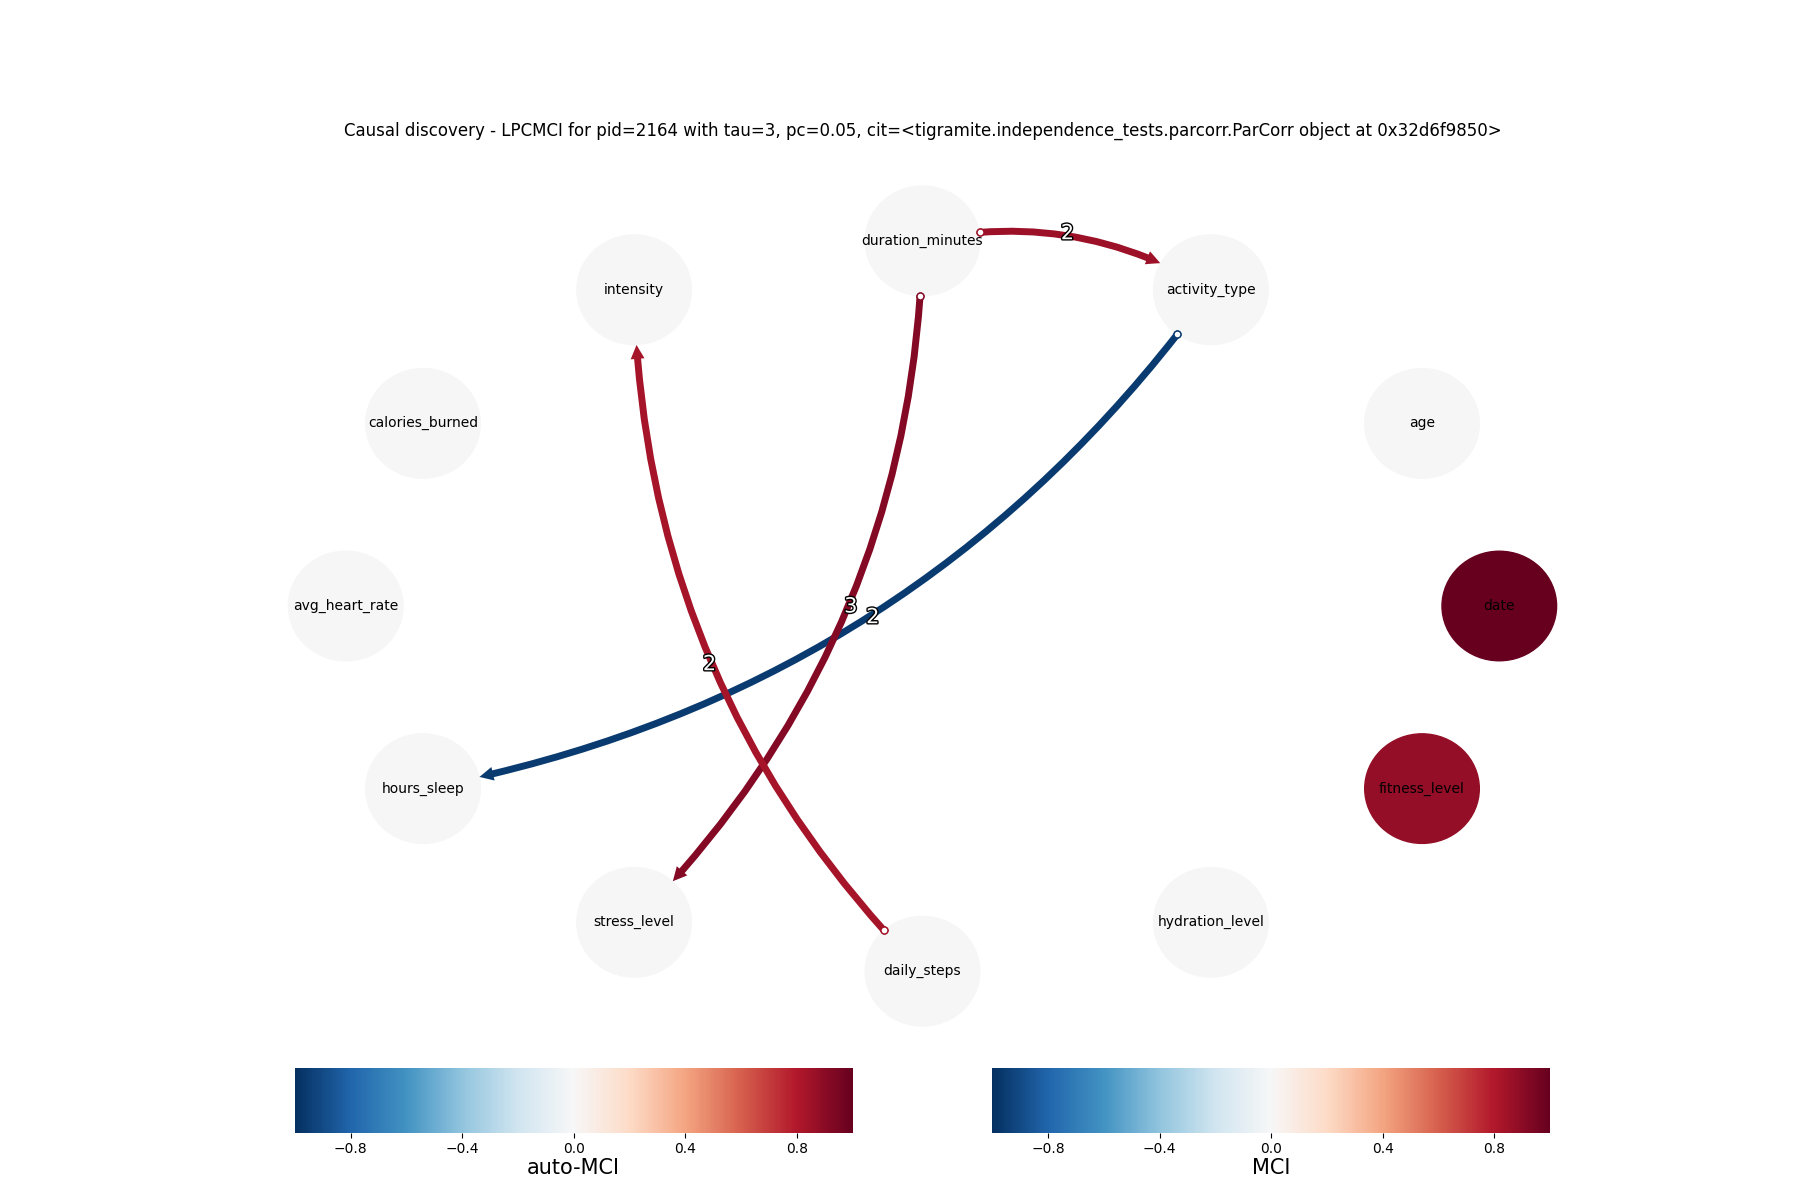 Causal discovery - LPCMCI for pid=2164 with tau=3, pc=0.05, cit=<tigramite.independence_tests.parcorr.ParCorr object at 0x32d6f9850>
duration_minutes
2
intensity
activity_type
calories_burned
age
avg_heart_rate
3
2
date
2
hours_sleep
fitness_level
stress_level
hydration_level
daily_steps
−0.8 −0.4 0.0 0.4 0.8
auto-MCI
−0.8 −0.4 0.0 0.4 0.8
MCI